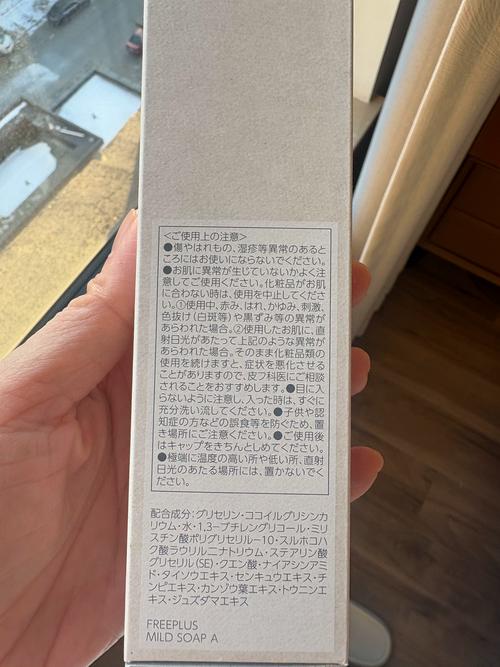 <ご使用上の注意>
●傷やはれもの、湿疹等異常のあると
ころにはお使いにならないでください。
●お肌に異常が生じていないかよく注
意してご使用ください。化粧品がお肌
に合わない時は、使用を中止してくださ
い。①使用中、赤み、はれ、かゆみ、刺激、
色抜け(白斑等)や黒ずみ等の異常が
あらわれた場合。②使用したお肌に、直
射日光があたって上記のような異常が
あらわれた場合。そのまま化粧品類の
使用を続けますと、症状を悪化させる
ことがありますので、皮フ科医にご相談
されることをおすすめします。●目に入
らないように注意し、入った時は、すぐに
充分洗い流してください。●子供や認
知症の方などの誤食等を防ぐため、置
き場所にご注意ください。●ご使用後
はキャップをきちんとしめてください。
●極端に温度の高い所や低い所、直射
日光のあたる場所には、置かないでく
ださい。
配合成分:グリセリン・ココイルグリシンカ
リウム・水・1,3-ブチレングリコール・ミリ
スチン酸ポリグリセリル-10・スルホコハ
ク酸ラウリル二ナトリウム・ステアリン酸
グリセリル(SE)・クエン酸・ナイアシンアミ
ド・タイソウエキス・センキュウエキス・チ
ンピエキス・カンゾウ葉エキス・トウニンエ
キス・ジュズダマエキス
FREEPLUS
MILD SOAP A